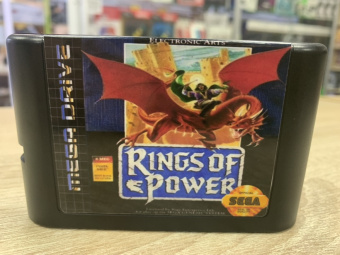 ELECTRONIC ARTS
MEGA DRIVE
RINGS OF
POWER
SEGA